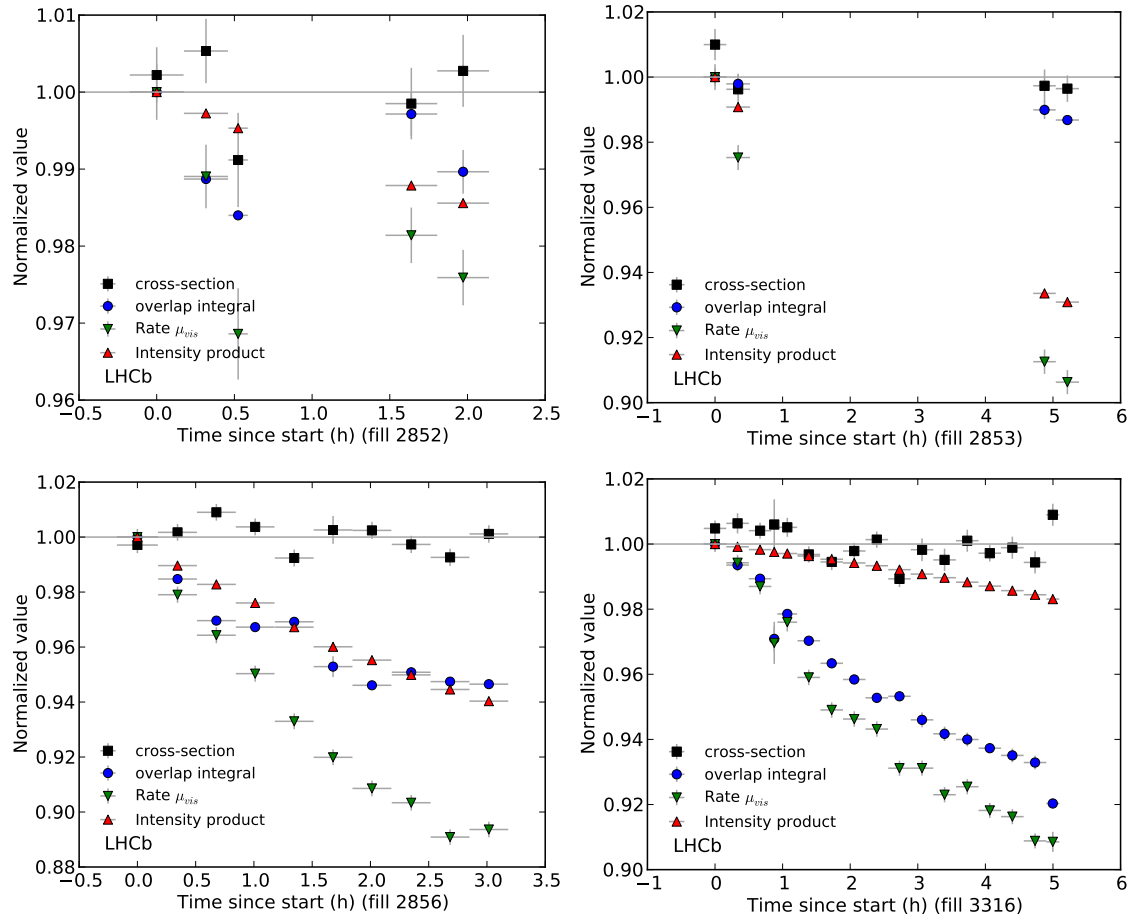 1.01
1.00
0.99
0.98
0.97
0.96
Normalized value
cross-section
overlap integral
Rate μvis
Intensity product
LHCb
−0.5 0.0 0.5 1.0 1.5 2.0 2.5
Time since start (h) (fill 2852)
1.02
1.00
0.98
0.96
0.94
0.92
0.90
Normalized value
cross-section
overlap integral
Rate μvis
Intensity product
LHCb
−1 0 1 2 3 4 5 6
Time since start (h) (fill 2853)
1.02
1.00
0.98
0.96
0.94
0.92
0.90
0.88
Normalized value
cross-section
overlap integral
Rate μvis
Intensity product
LHCb
−0.5 0.0 0.5 1.0 1.5 2.0 2.5 3.0 3.5
Time since start (h) (fill 2856)
1.02
1.00
0.98
0.96
0.94
0.92
0.90
Normalized value
cross-section
overlap integral
Rate μvis
Intensity product
LHCb
−1 0 1 2 3 4 5 6
Time since start (h) (fill 3316)